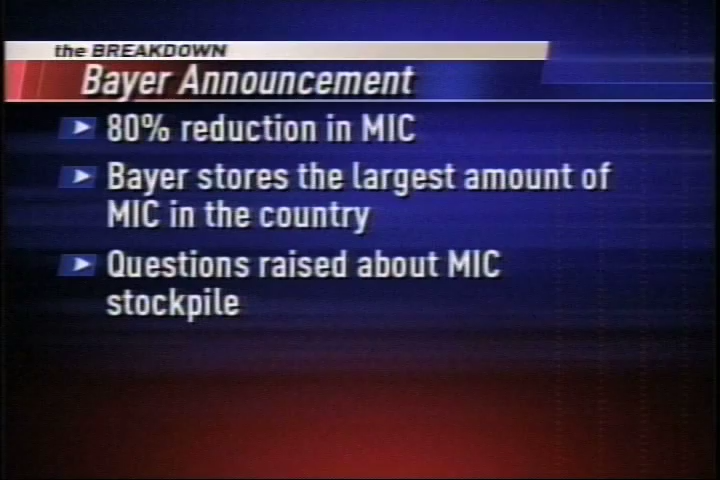 the BREAKDOWN
Bayer Announcement
80% reduction in MIC
Bayer stores the largest amount of
MIC in the country
Questions raised about MIC
stockpile